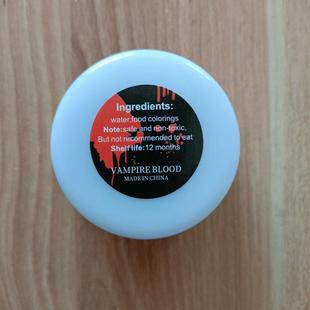 Ingredients:
water,food colorings
Note:safe and non-toxic,
But not recommended to eat
Shelf life:12 months
VAMPIRE BLOOD
MADE IN CHINA